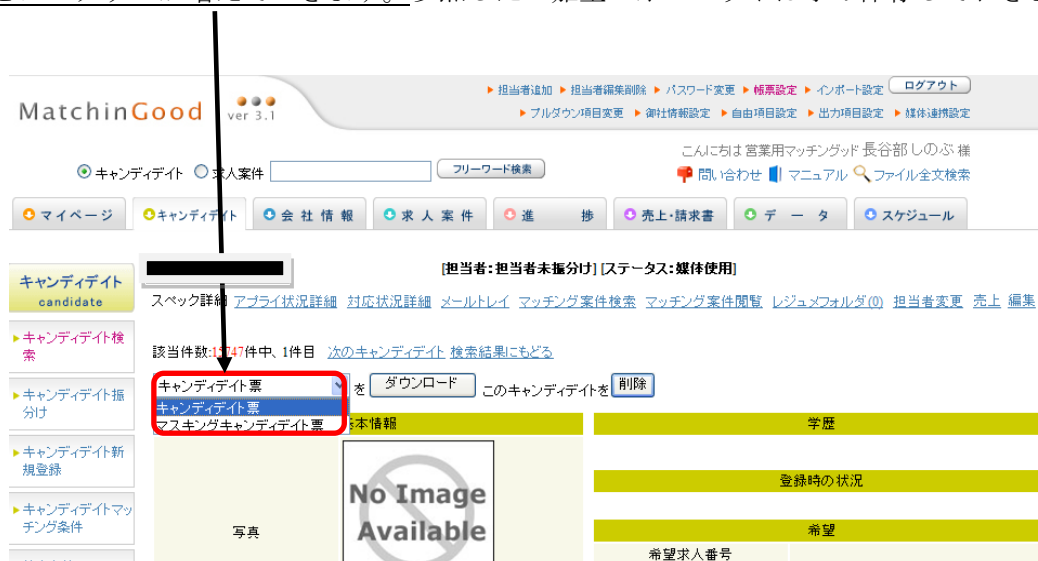 MatchinGood ver 3.1
担当者追加 担当者編集削除 パスワード変更 帳票設定 インポート設定 ログアウト
プルダウン項目変更 御社情報設定 自由項目設定 出力項目設定 媒体連携設定
こんにちは 営業用マッチングッド 長谷部しのぶ 様
キャンディデイト 求人案件 フリーワード検索
問い合わせ マニュアル ファイル全文検索
マイページ キャンディデイト 会社情報 求人案件 進捗 売上・請求書 データ スケジュール
キャンディデイト
candidate
[担当者:担当者未振分け] [ステータス:媒体使用]
スペック詳細 アプライ状況詳細 対応状況詳細 メールトレイ マッチング案件検索 マッチング案件閲覧 レジュメフォルダ(0) 担当者変更 売上 編集
キャンディデイト検索
該当件数:件中、1件目 次のキャンディデイト 検索結果にもどる
キャンディデイト票 を ダウンロード このキャンディデイトを 削除
キャンディデイト票
マスキングキャンディデイト票
キャンディデイト振分け
基本情報 学歴
キャンディデイト新規登録
登録時の状況
No Image
Available
キャンディデイトマッチング条件
写真
希望
希望求人番号